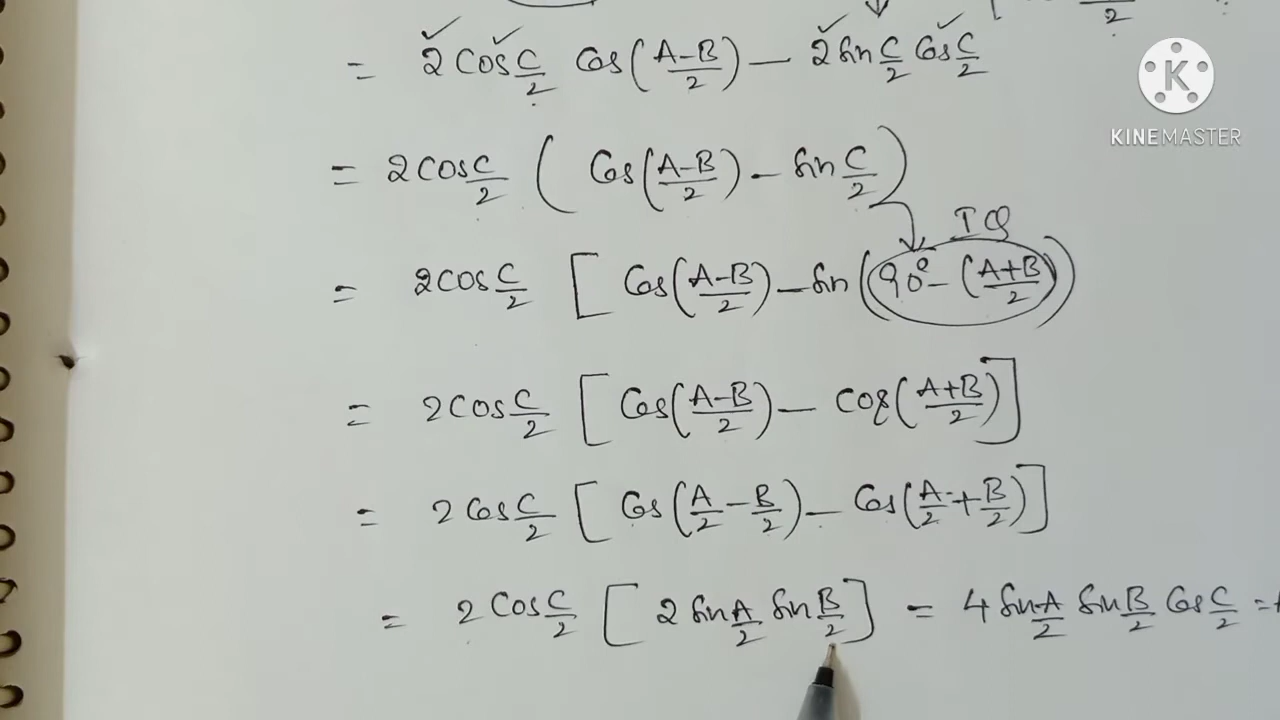 2
= 2 cos C/2 Cos(A-B/2) - 2 Sin C/2 Cos C/2
K
KINEMASTER
= 2 cos C/2 ( Cos(A-B/2) - Sin C/2 )
I Q
= 2 cos C/2 [ Cos(A-B/2) - Sin (90° - (A+B/2))
= 2 cos C/2 [ Cos(A-B/2) - Cos(A+B/2) ]
= 2 Cos C/2 [ Cos(A/2 - B/2) - Cos(A/2 + B/2) ]
= 2 Cos C/2 [ 2 Sin A/2 Sin B/2 ] = 4 Sin A/2 Sin B/2 Cos C/2 =